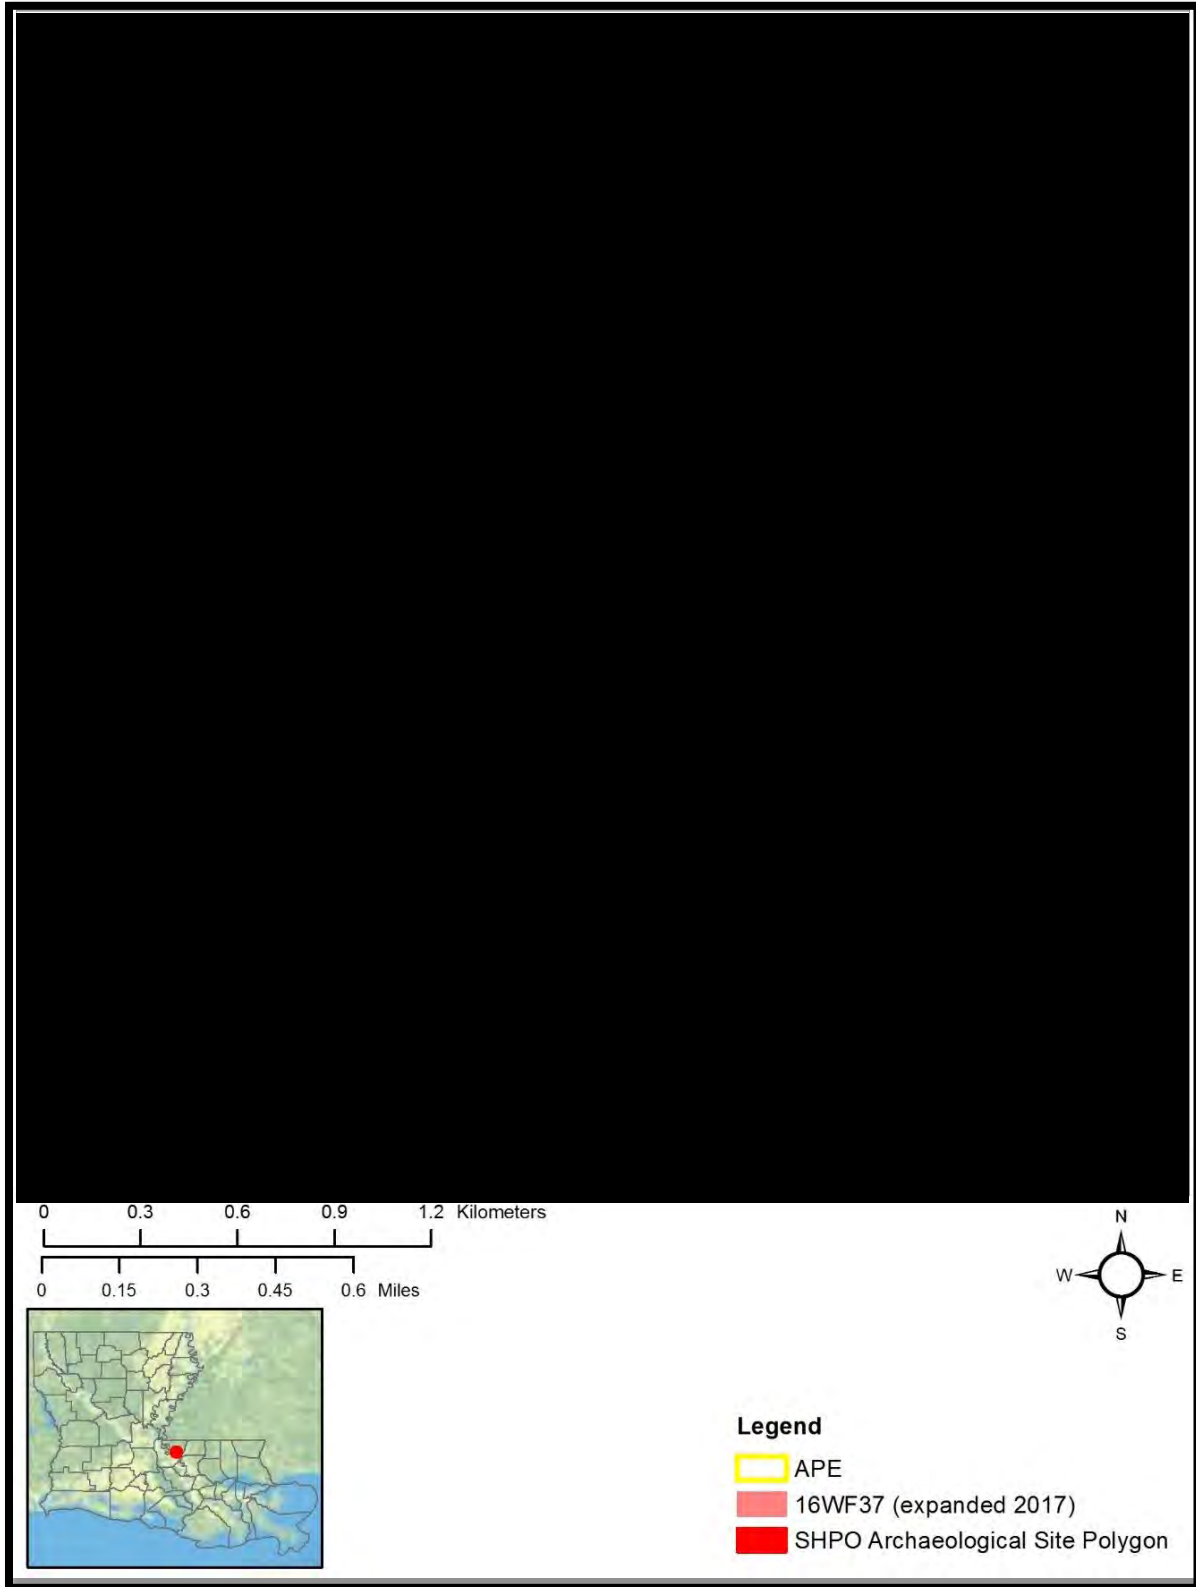 0 0.3 0.6 0.9 1.2 Kilometers
0 0.15 0.3 0.45 0.6 Miles
N
W E
S
Legend
APE
16WF37 (expanded 2017)
SHPO Archaeological Site Polygon